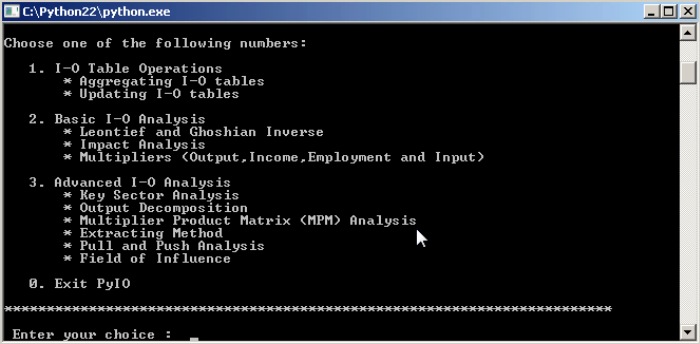 C:\Python22\python.exe
Choose one of the following numbers:
1. I-O Table Operations
* Aggregating I-O tables
* Updating I-O tables
2. Basic I-O Analysis
* Leontief and Ghoshian Inverse
* Impact Analysis
* Multipliers (Output,Income,Employment and Input)
3. Advanced I-O Analysis
* Key Sector Analysis
* Output Decomposition
* Multiplier Product Matrix (MPM) Analysis
* Extracting Method
* Pull and Push Analysis
* Field of Influence
0. Exit PyIO
*************************************************************************
Enter your choice : _